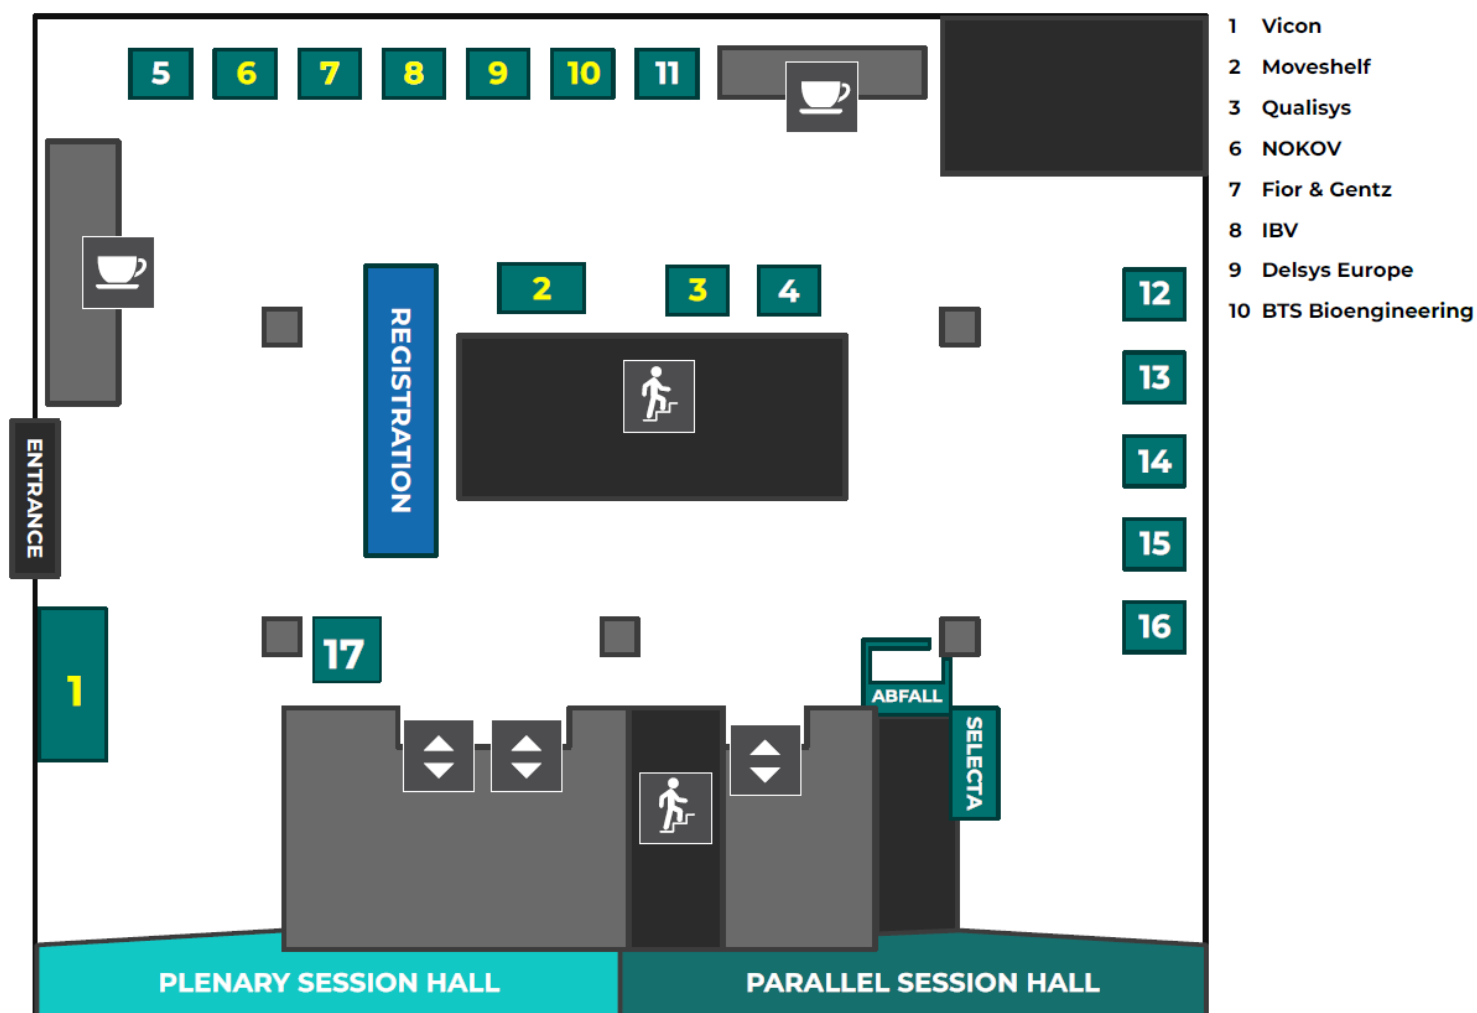 5 6 7 8 9 10 11
2 3 4
REGISTRATION
ENTRANCE
12
13
14
15
16
17
1
ABFALL
SELECTA
PLENARY SESSION HALL
PARALLEL SESSION HALL
1 Vicon
2 Moveshelf
3 Qualisys
6 NOKOV
7 Fior & Gentz
8 IBV
9 Delsys Europe
10 BTS Bioengineering